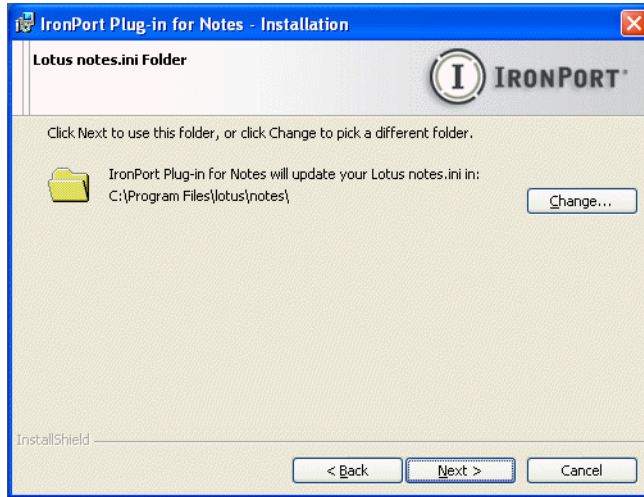 IronPort Plug-in for Notes - Installation
Lotus notes.ini Folder
I IRONPORT
Click Next to use this folder, or click Change to pick a different folder.
IronPort Plug-in for Notes will update your Lotus notes.ini in:
C:\Program Files\lotus\notes\
Change...
InstallShield
< Back Next > Cancel